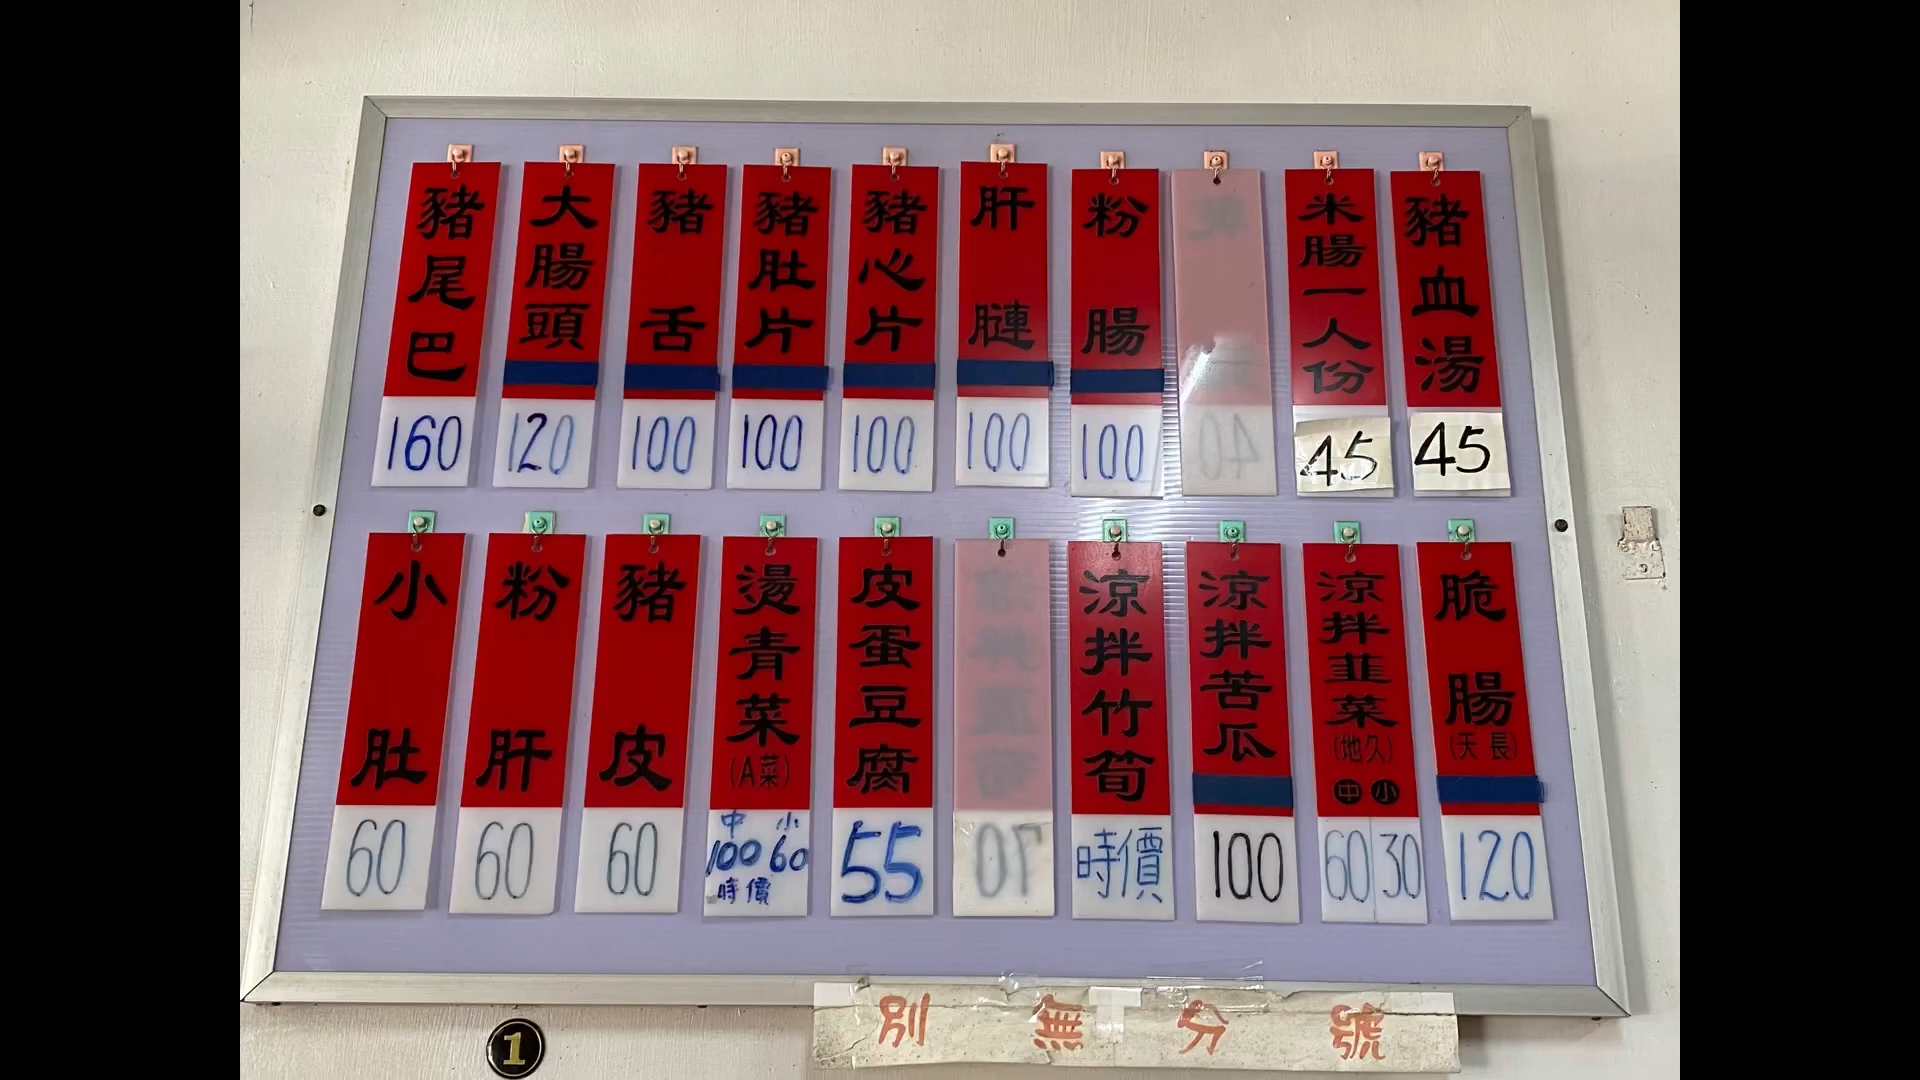 豬尾巴
160
大腸頭
120
豬舌
100
豬肚片
100
豬心片
100
肝腱
100
粉腸
100
米腸一人份
45
豬血湯
45
小肚
60
粉肝
60
豬皮
60
燙青菜
(A菜)
中 小
100 60
時價
皮蛋豆腐
55
70
涼拌竹筍
時價
涼拌苦瓜
100
涼拌韭菜
(地久)
中 小
60 30
脆腸
(天長)
120
別無分號
1